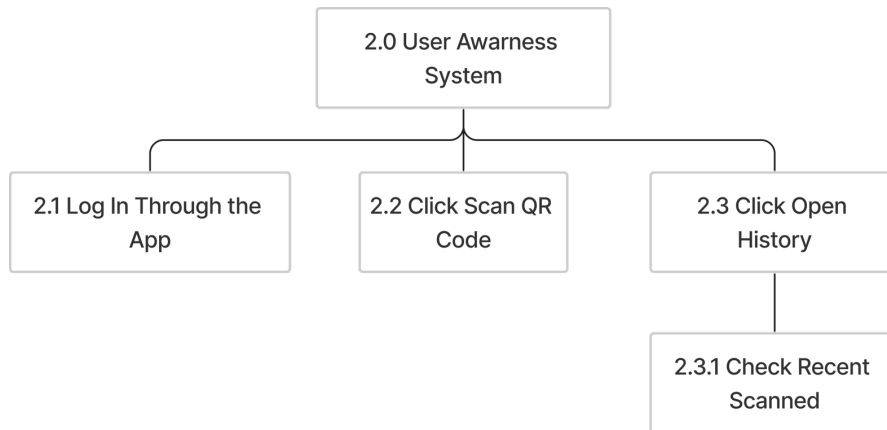 2.0 User Awarness
System
2.1 Log In Through the
App
2.2 Click Scan QR
Code
2.3 Click Open
History
2.3.1 Check Recent
Scanned